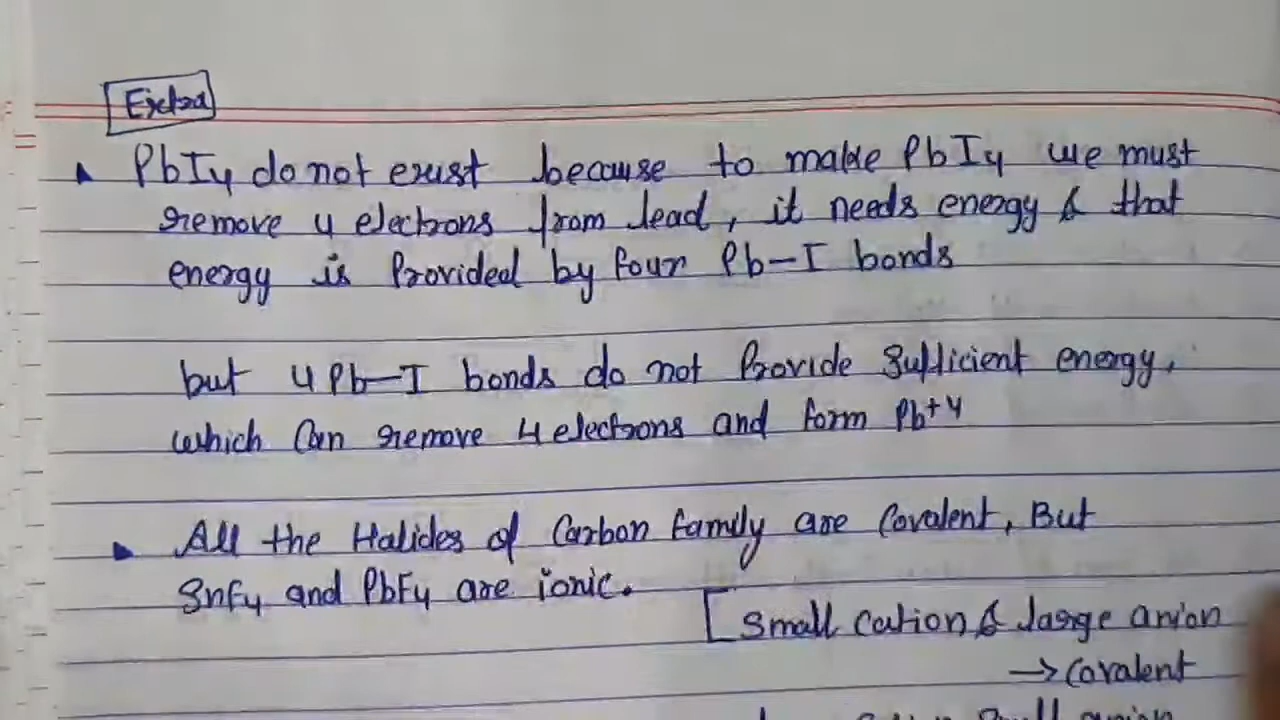 Extra
PbI4 do not exist because to make PbI4 we must
remove 4 electrons from lead, it needs energy & that
energy is Provided by four Pb-I bonds
but 4 Pb-I bonds do not Provide Sufficient energy,
which Can remove 4 electrons and form Pb+4
All the Halides of Carbon family are Covalent, But
SnF4 and PbF4 are ionic.
[Small cation & large anion
→ Covalent
Small anion